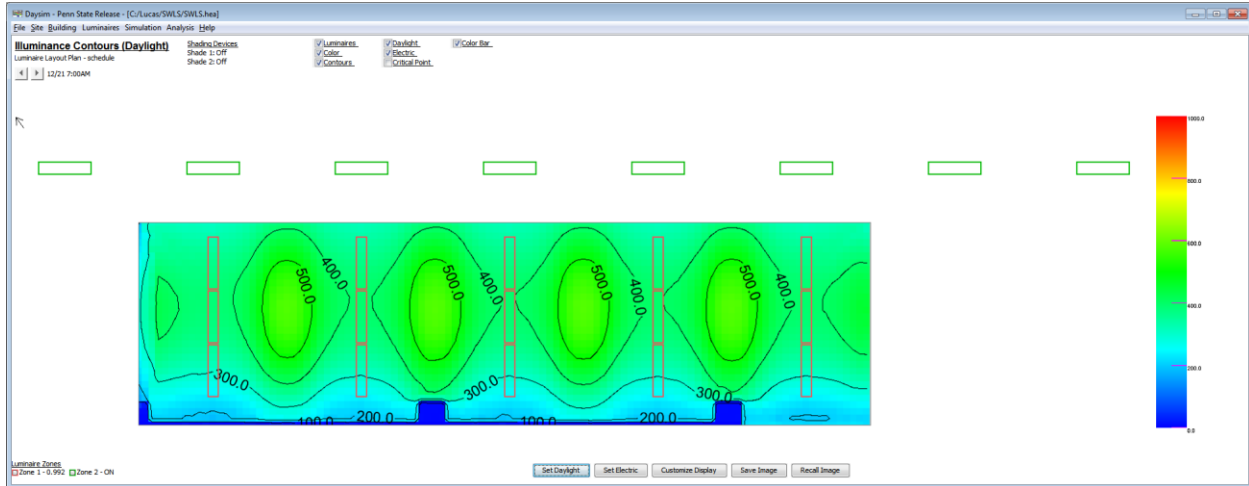 Daysim - Penn State Release - [C:/Lucas/SWLS/SWLS.hea]
File Site Building Luminaires Simulation Analysis Help
Illuminance Contours (Daylight)
Luminaire Layout Plan - schedule
12/21 7:00AM
Shading Devices
Shade 1: Off
Shade 2: Off
Luminaires Daylight Color Bar
Color Electric
Contours Critical Point
1000.0
800.0
600.0
400.0
200.0
0.0
400.0 400.0 400.0 400.0 400.0
500.0 500.0 500.0 500.0
300.0 300.0 300.0
100.0 200.0 100.0 200.0
Luminaire Zones
Zone 1 - 0.992 Zone 2 - ON
Set Daylight Set Electric Customize Display Save Image Recall Image